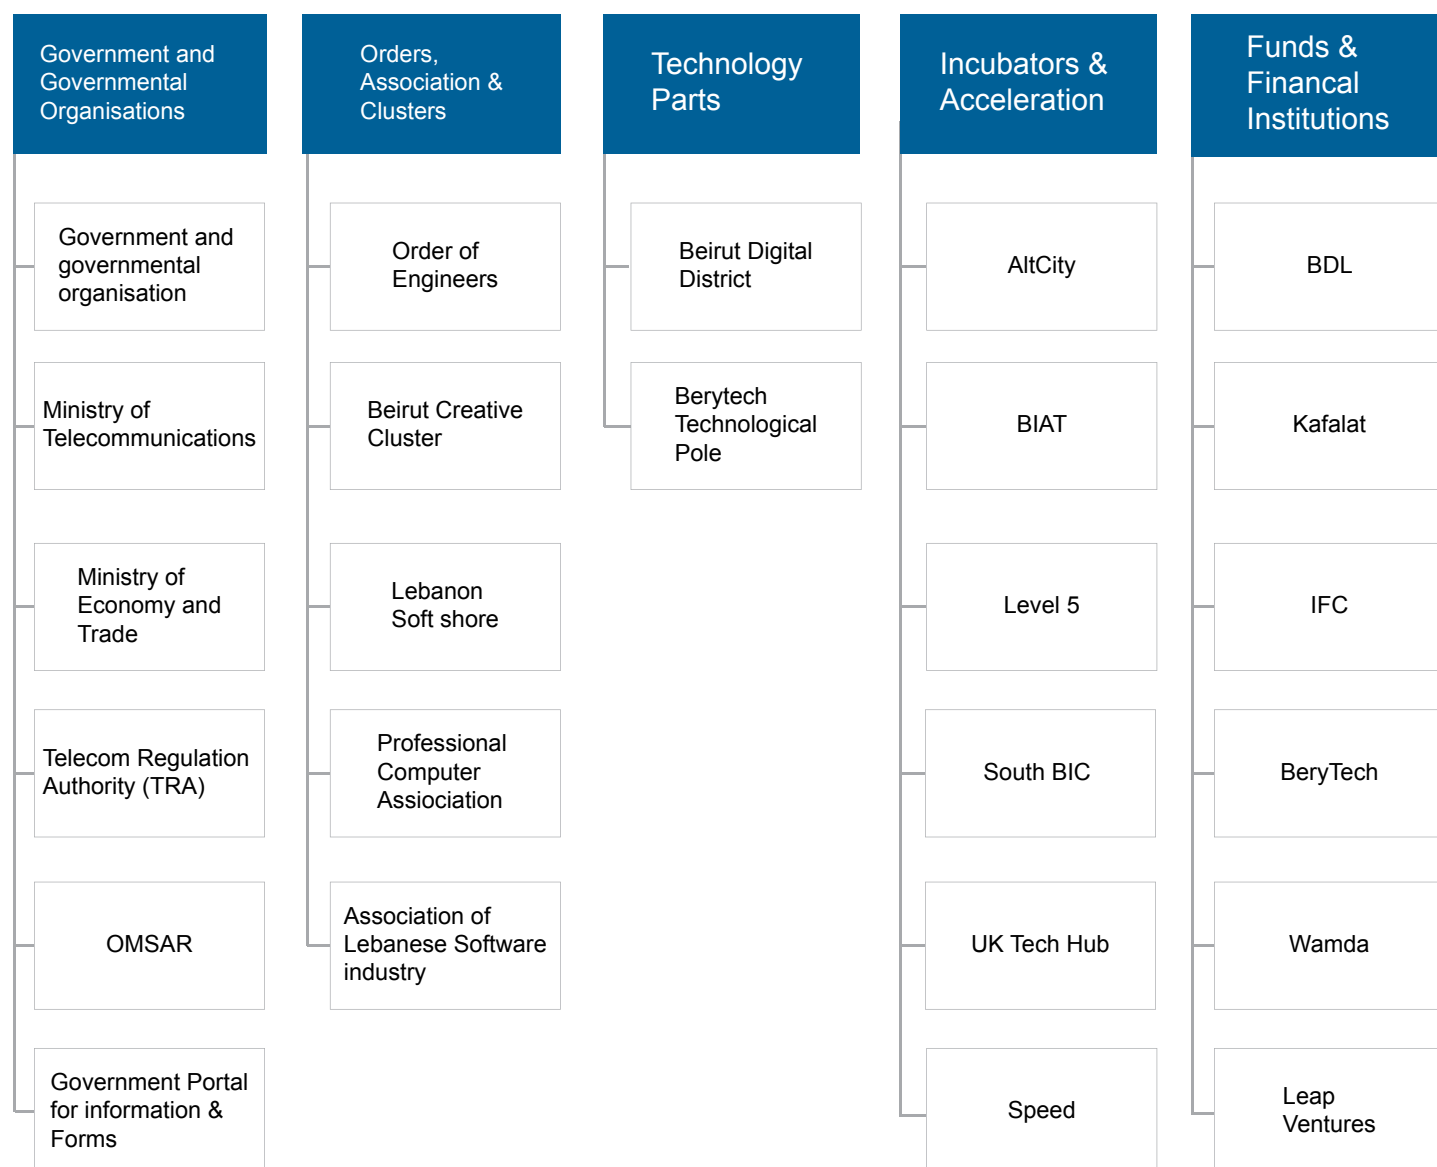 Government and
Governmental
Organisations
Government and
governmental
organisation
Ministry of
Telecommunications
Ministry of
Economy and
Trade
Telecom Regulation
Authority (TRA)
OMSAR
Government Portal
for information &
Forms
Orders,
Association &
Clusters
Order of
Engineers
Beirut Creative
Cluster
Lebanon
Soft shore
Professional
Computer
Assiociation
Association of
Lebanese Software
industry
Technology
Parts
Beirut Digital
District
Berytech
Technological
Pole
Incubators &
Acceleration
AltCity
BIAT
Level 5
South BIC
UK Tech Hub
Speed
Funds &
Financal
Institutions
BDL
Kafalat
IFC
BeryTech
Wamda
Leap
Ventures